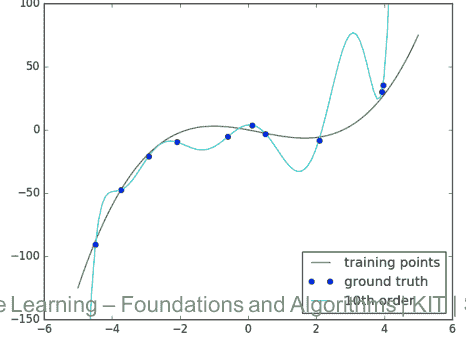 100
50
0
−50
−100
−150
training points
ground truth
10th order
e Learning – Foundations and Algorithms | KIT | S
−6 −4 −2 0 2 4 6